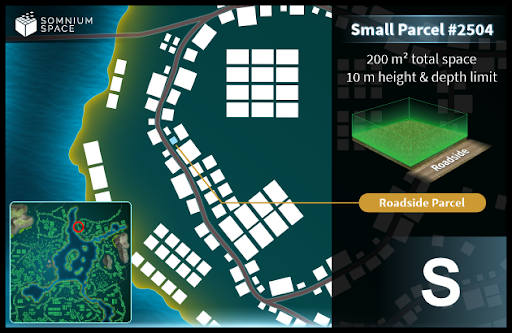 SOMNIUM
SPACE
Small Parcel #2504
200 m² total space
10 m height & depth limit
Roadside
Roadside Parcel
S